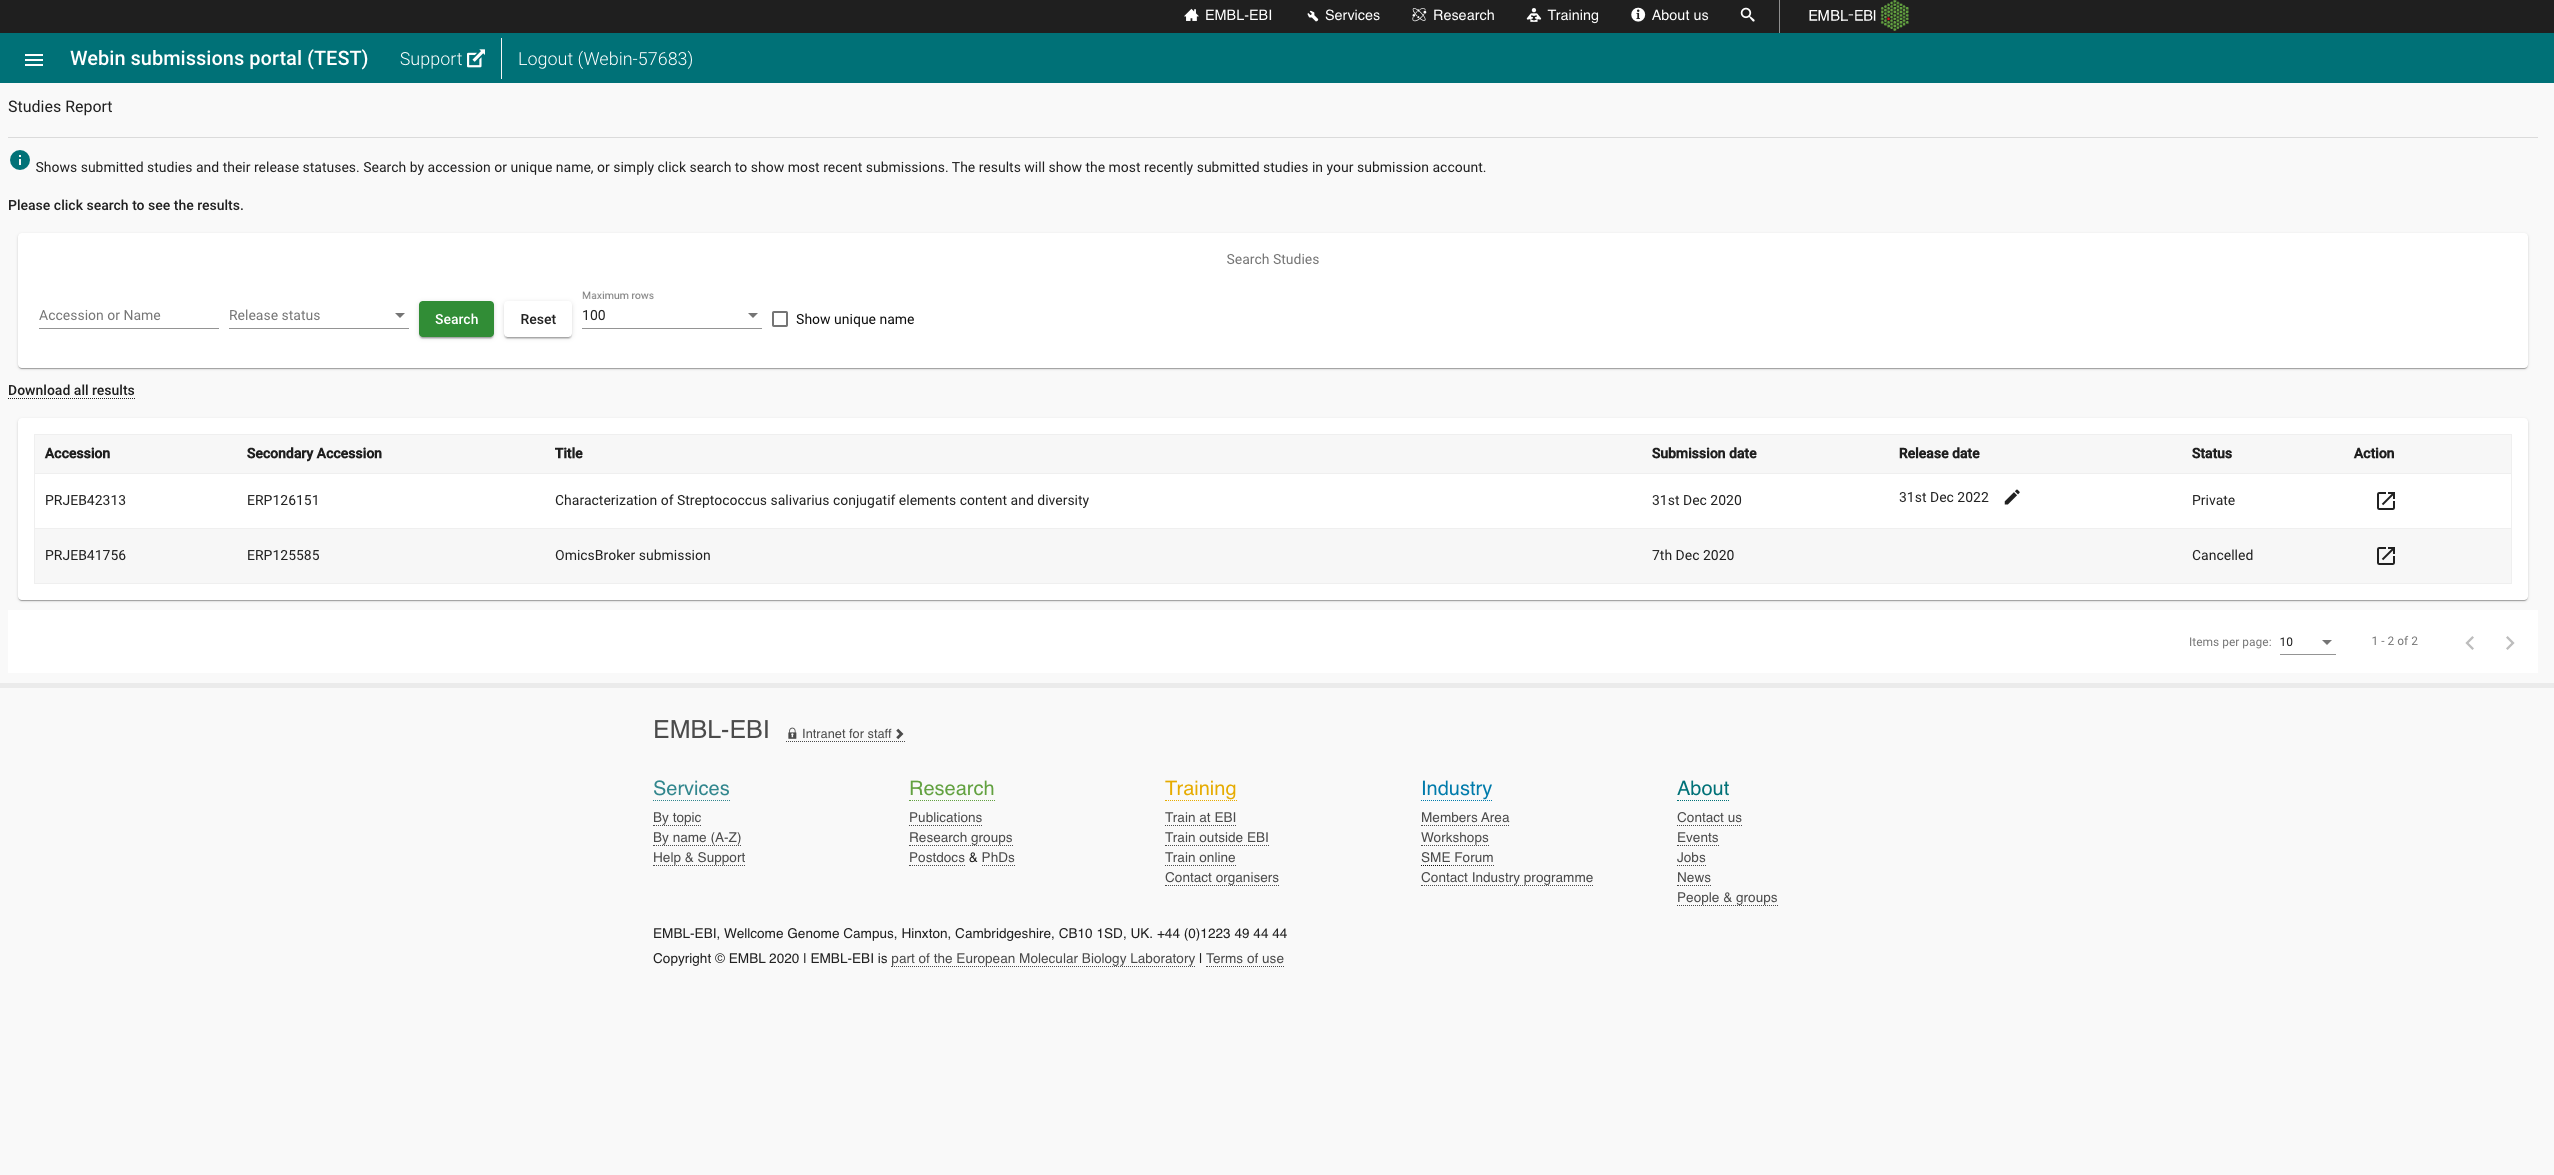 EMBL-EBI Services Research Training About us EMBL-EBI
Webin submissions portal (TEST) Support Logout (Webin-57683)
Studies Report
Shows submitted studies and their release statuses. Search by accession or unique name, or simply click search to show most recent submissions. The results will show the most recently submitted studies in your submission account.
Please click search to see the results.
Search Studies
Maximum rows
Accession or Name Release status Search Reset 100 Show unique name
Download all results
Accession Secondary Accession Title Submission date Release date Status Action
PRJEB42313 ERP126151 Characterization of Streptococcus salivarius conjugatif elements content and diversity 31st Dec 2020 31st Dec 2022 Private
PRJEB41756 ERP125585 OmicsBroker submission 7th Dec 2020 Cancelled
Items per page: 10 1 - 2 of 2
EMBL-EBI Intranet for staff
Services Research Training Industry About
By topic Publications Train at EBI Members Area Contact us
By name (A-Z) Research groups Train outside EBI Workshops Events
Help & Support Postdocs & PhDs Train online SME Forum Jobs
Contact organisers Contact Industry programme News
People & groups
EMBL-EBI, Wellcome Genome Campus, Hinxton, Cambridgeshire, CB10 1SD, UK. +44 (0)1223 49 44 44
Copyright © EMBL 2020 | EMBL-EBI is part of the European Molecular Biology Laboratory | Terms of use